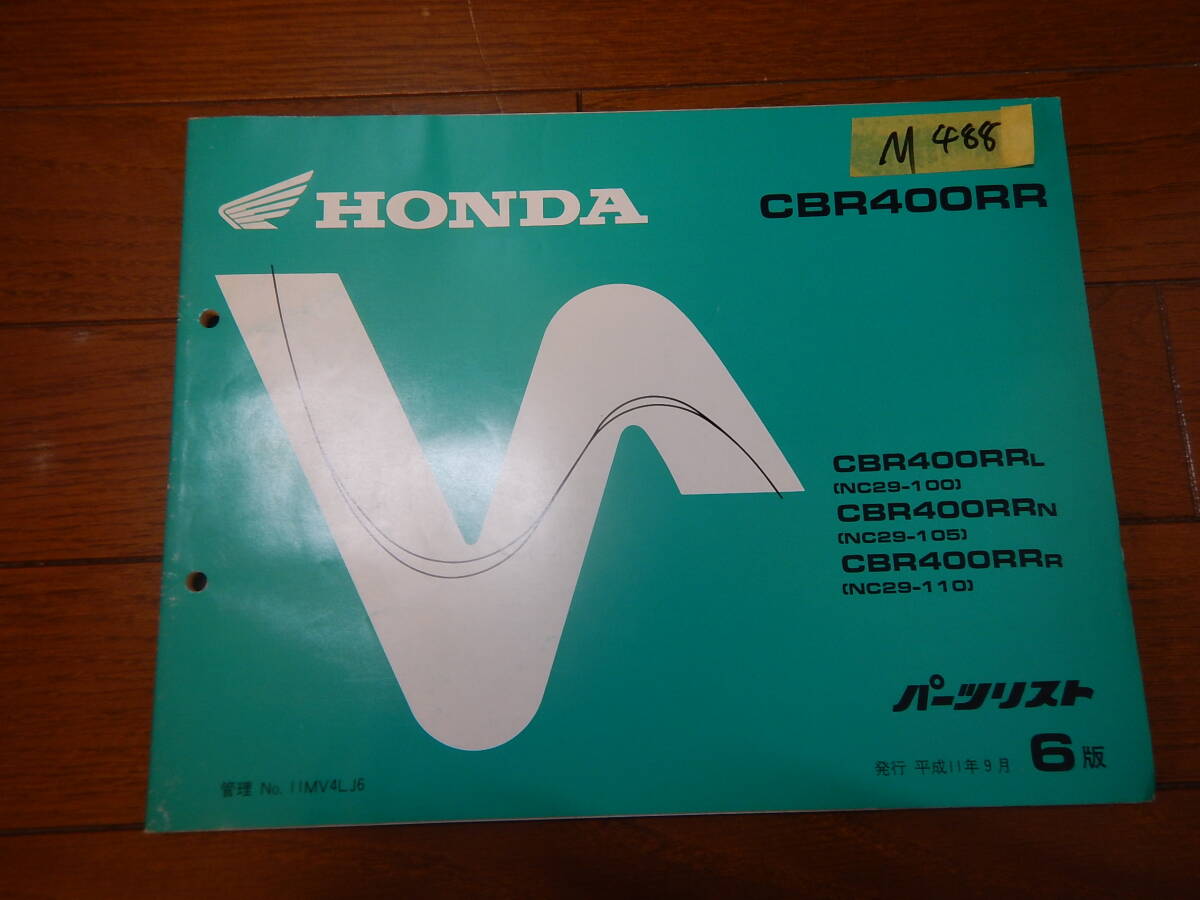 M 488
HONDA
CBR400RR
CBR400RRL
(NC29-100)
CBR400RRN
(NC29-105)
CBR400RRR
(NC29-110)
パーツリスト
発行 平成11年9月 6版
管理 No. 11MV4LJ6